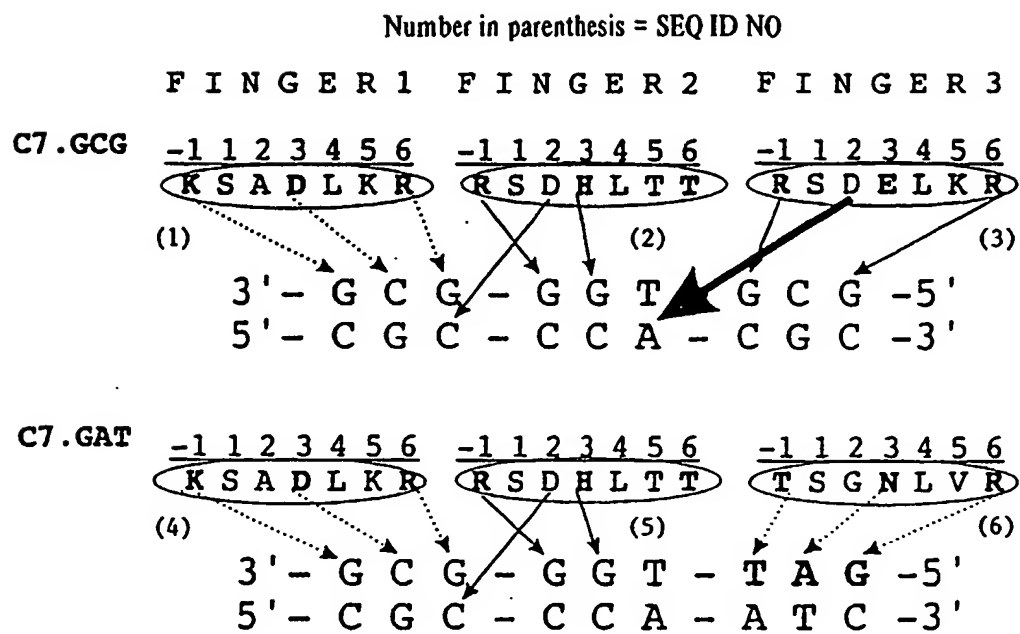 Number in parenthesis = SEQ ID NO
F I N G E R 1 F I N G E R 2 F I N G E R 3
C7.GCG -1 1 2 3 4 5 6 -1 1 2 3 4 5 6 -1 1 2 3 4 5 6
K S A D L K R R S D H L T T R S D E L K R
(1) (2) (3)
3'- G C G - G G T - G C G -5'
5'- C G C - C C A - C G C -3'
C7.GAT -1 1 2 3 4 5 6 -1 1 2 3 4 5 6 -1 1 2 3 4 5 6
K S A D L K R R S D H L T T T S G N L V R
(4) (5) (6)
3'- G C G - G G T - T A G -5'
5'- C G C - C C A - A T C -3'